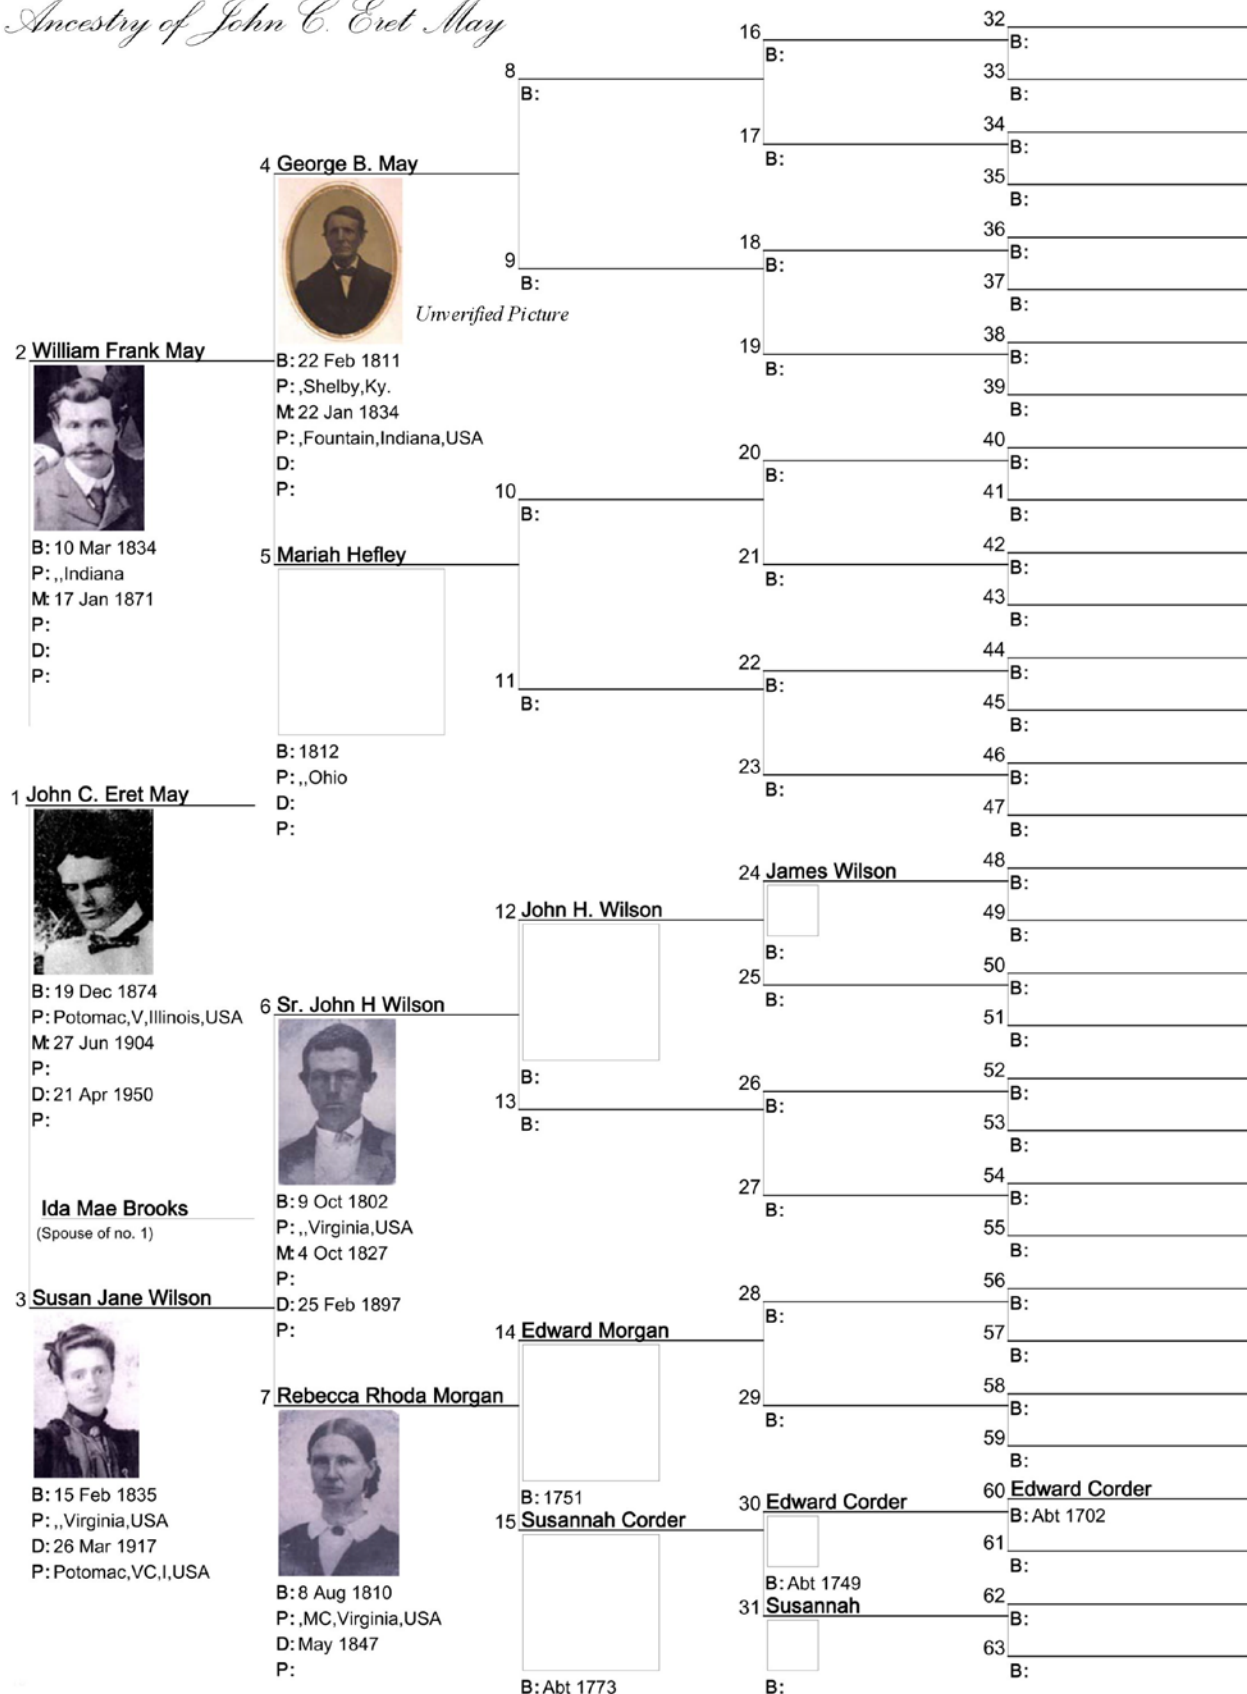 Ancestry of John C. Eret May
1 John C. Eret May
B: 19 Dec 1874
P: Potomac,V,Illinois,USA
M: 27 Jun 1904
P:
D: 21 Apr 1950
P:
Ida Mae Brooks
(Spouse of no. 1)
2 William Frank May
B: 10 Mar 1834
P: ,,Indiana
M: 17 Jan 1871
P:
D:
P:
3 Susan Jane Wilson
B: 15 Feb 1835
P: ,,Virginia,USA
D: 26 Mar 1917
P: Potomac,VC,I,USA
4 George B. May
Unverified Picture
B: 22 Feb 1811
P: ,Shelby,Ky.
M: 22 Jan 1834
P: ,Fountain,Indiana,USA
D:
P:
5 Mariah Hefley
B: 1812
P: ,,Ohio
D:
P:
6 Sr. John H Wilson
B: 9 Oct 1802
P: ,,Virginia,USA
M: 4 Oct 1827
P:
D: 25 Feb 1897
P:
7 Rebecca Rhoda Morgan
B: 8 Aug 1810
P: ,MC,Virginia,USA
D: May 1847
P:
8
B:
9
B:
10
B:
11
B:
12 John H. Wilson
B:
13
B:
14 Edward Morgan
B: 1751
15 Susannah Corder
B: Abt 1773
16
B:
17
B:
18
B:
19
B:
20
B:
21
B:
22
B:
23
B:
24 James Wilson
B:
25
B:
26
B:
27
B:
28
B:
29
B:
30 Edward Corder
B: Abt 1749
31 Susannah
B:
32
B:
33
B:
34
B:
35
B:
36
B:
37
B:
38
B:
39
B:
40
B:
41
B:
42
B:
43
B:
44
B:
45
B:
46
B:
47
B:
48
B:
49
B:
50
B:
51
B:
52
B:
53
B:
54
B:
55
B:
56
B:
57
B:
58
B:
59
B:
60 Edward Corder
B: Abt 1702
61
B:
62
B:
63
B: